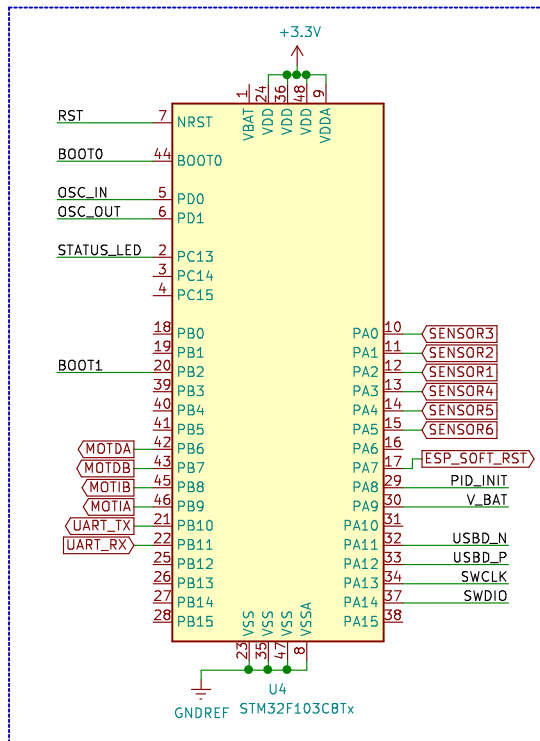 +3.3V
1 24 36 48 9
VBAT VDD VDD VDD VDDA
RST 7 NRST
BOOT0 44 BOOT0
OSC_IN 5 PD0
OSC_OUT 6 PD1
STATUS_LED 2 PC13
3 PC14
4 PC15
18 PB0 PA0 10 SENSOR3
19 PB1 PA1 11 SENSOR2
BOOT1 20 PB2 PA2 12 SENSOR1
39 PB3 PA3 13 SENSOR4
40 PB4 PA4 14 SENSOR5
41 PB5 PA5 15 SENSOR6
MOTDA 42 PB6 PA6 16
MOTDB 43 PB7 PA7 17 ESP_SOFT_RST
MOTIB 45 PB8 PA8 29 PID_INIT
MOTIA 46 PB9 PA9 30 V_BAT
UART_TX 21 PB10 PA10 31
UART_RX 22 PB11 PA11 32 USBD_N
25 PB12 PA12 33 USBD_P
26 PB13 PA13 34 SWCLK
27 PB14 PA14 37 SWDIO
28 PB15 PA15 38
VSS VSS VSS VSSA
23 35 47 8
GNDREF
U4
STM32F103C8Tx